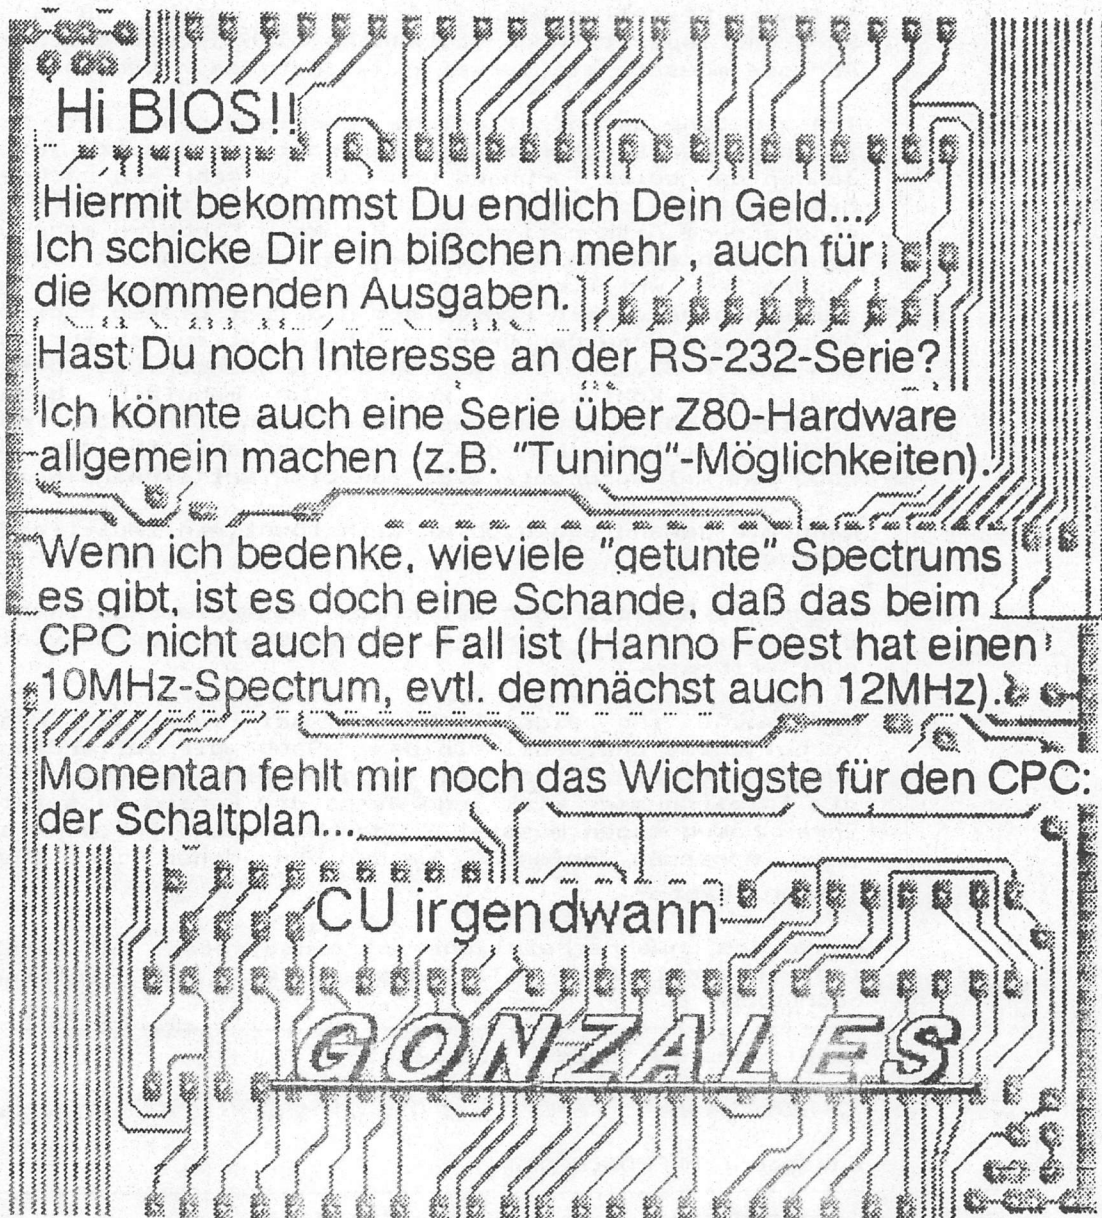 Hi BIOS!!
Hiermit bekommst Du endlich Dein Geld...
Ich schicke Dir ein bißchen mehr , auch für
die kommenden Ausgaben.
Hast Du noch Interesse an der RS-232-Serie?
Ich könnte auch eine Serie über Z80-Hardware
allgemein machen (z.B. "Tuning"-Möglichkeiten).
Wenn ich bedenke, wieviele "getunte" Spectrums
es gibt, ist es doch eine Schande, daß das beim
CPC nicht auch der Fall ist (Hanno Foest hat einen
10MHz-Spectrum, evtl. demnächst auch 12MHz).
Momentan fehlt mir noch das Wichtigste für den CPC:
der Schaltplan...
CU irgendwann
GONZALES